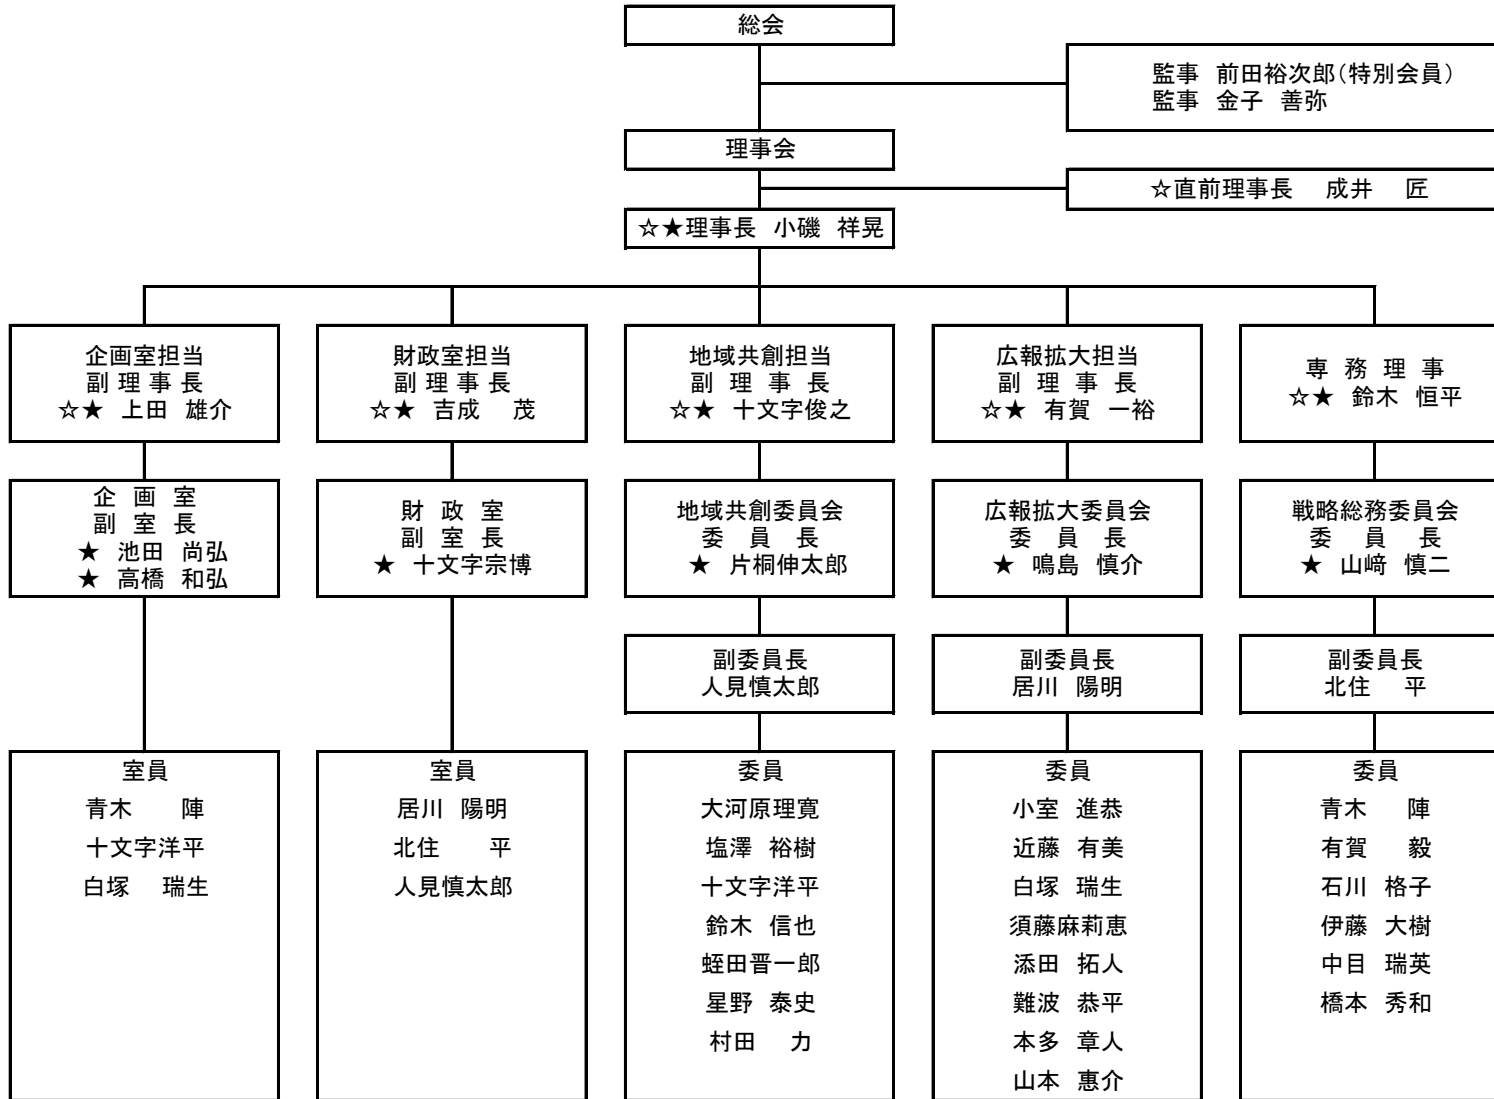 総会
監事 前田裕次郎（特別会員）
監事 金子 善弥
理事会
☆直前理事長 成井 匠
☆★理事長 小磯 祥晃
企画室担当
副理事長
☆★ 上田 雄介
財政室担当
副理事長
☆★ 吉成 茂
地域共創担当
副理事長
☆★ 十文字俊之
広報拡大担当
副理事長
☆★ 有賀 一裕
専務理事
☆★ 鈴木 恒平
企画室
副室長
★ 池田 尚弘
★ 高橋 和弘
財政室
副室長
★ 十文字宗博
地域共創委員会
委員長
★ 片桐伸太郎
広報拡大委員会
委員長
★ 鳴島 慎介
戦略総務委員会
委員長
★ 山﨑 慎二
副委員長
人見慎太郎
副委員長
居川 陽明
副委員長
北住 平
室員
青木 陣
十文字洋平
白塚 瑞生
室員
居川 陽明
北住 平
人見慎太郎
委員
大河原理寛
塩澤 裕樹
十文字洋平
鈴木 信也
蛭田晋一郎
星野 泰史
村田 力
委員
小室 進恭
近藤 有美
白塚 瑞生
須藤麻莉恵
添田 拓人
難波 恭平
本多 章人
山本 惠介
委員
青木 陣
有賀 毅
石川 格子
伊藤 大樹
中目 瑞英
橋本 秀和